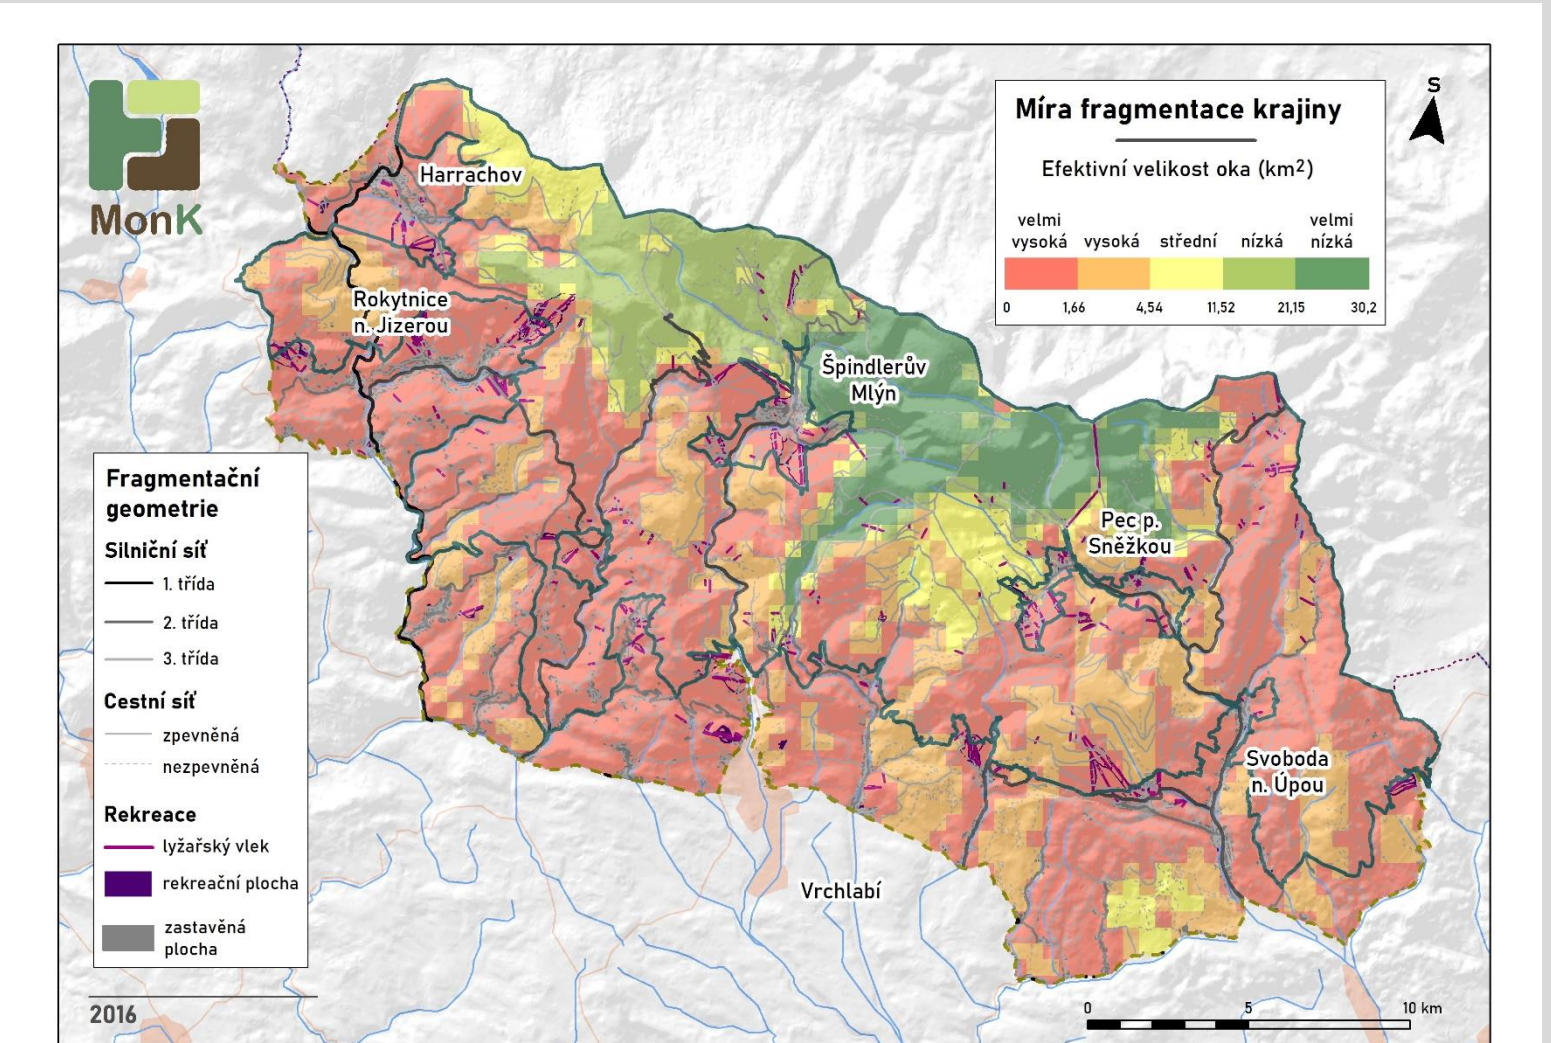 MonK
Míra fragmentace krajiny
Efektivní velikost oka (km²)
velmi vysoká
vysoká
střední
nízká
velmi nízká
0 1,66 4,54 11,52 21,15 30,2
S
Harrachov
Rokytnice
n. Jizerou
Špindlerův
Mlýn
Pec p.
Sněžkou
Svoboda
n. Úpou
Vrchlabí
Fragmentační
geometrie
Silniční síť
1. třída
2. třída
3. třída
Cestní síť
zpevněná
nezpevněná
Rekreace
lyžařský vlek
rekreační plocha
zastavěná
plocha
2016
0 5 10 km